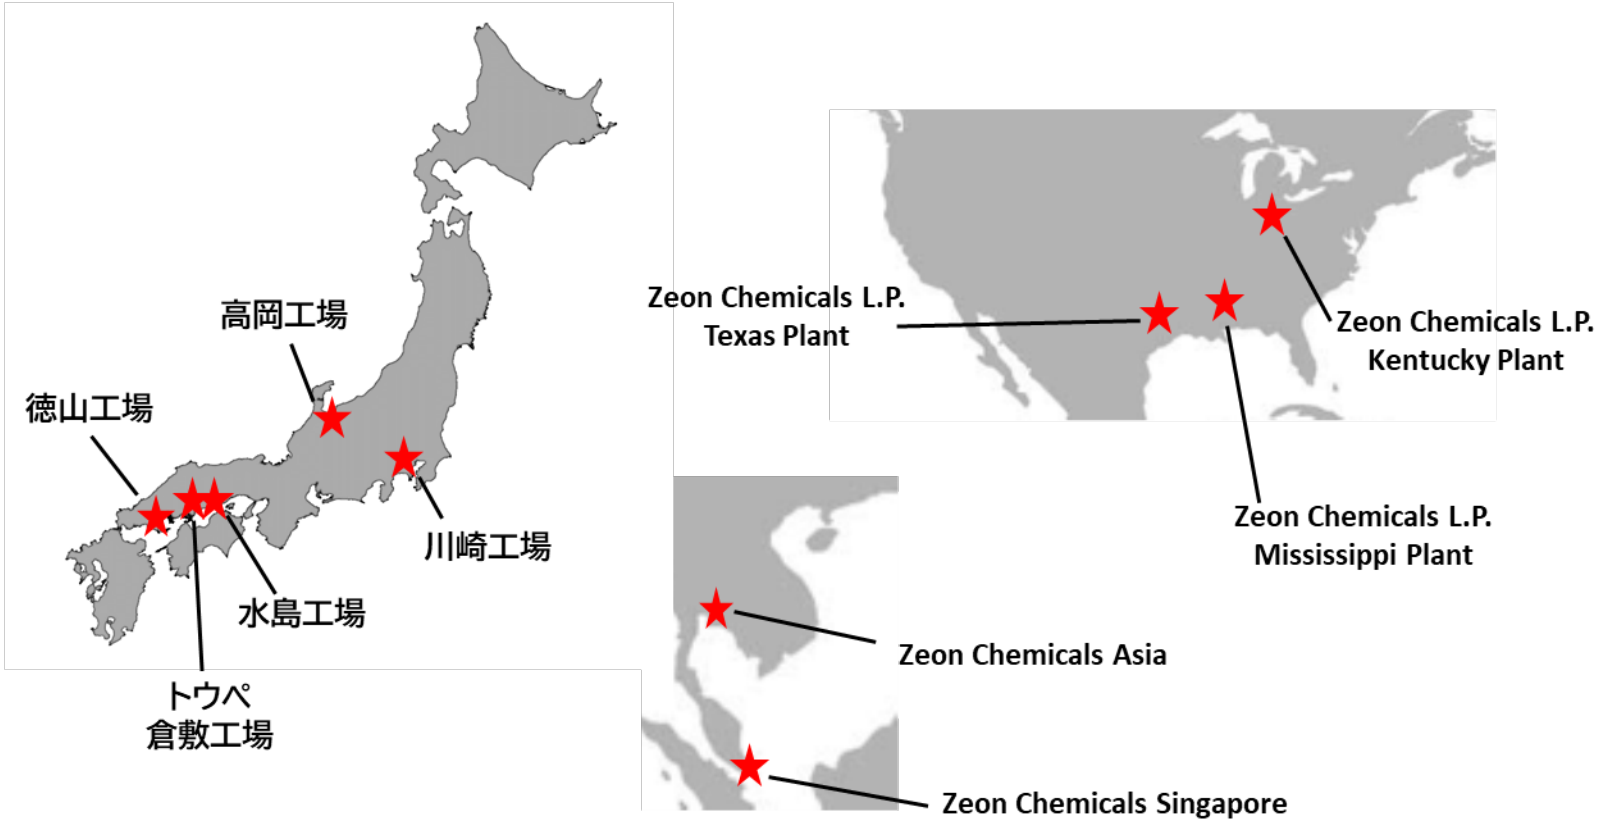 高岡工場
徳山工場
川崎工場
水島工場
トウペ
倉敷工場
Zeon Chemicals L.P.
Texas Plant
Zeon Chemicals L.P.
Kentucky Plant
Zeon Chemicals L.P.
Mississippi Plant
Zeon Chemicals Asia
Zeon Chemicals Singapore